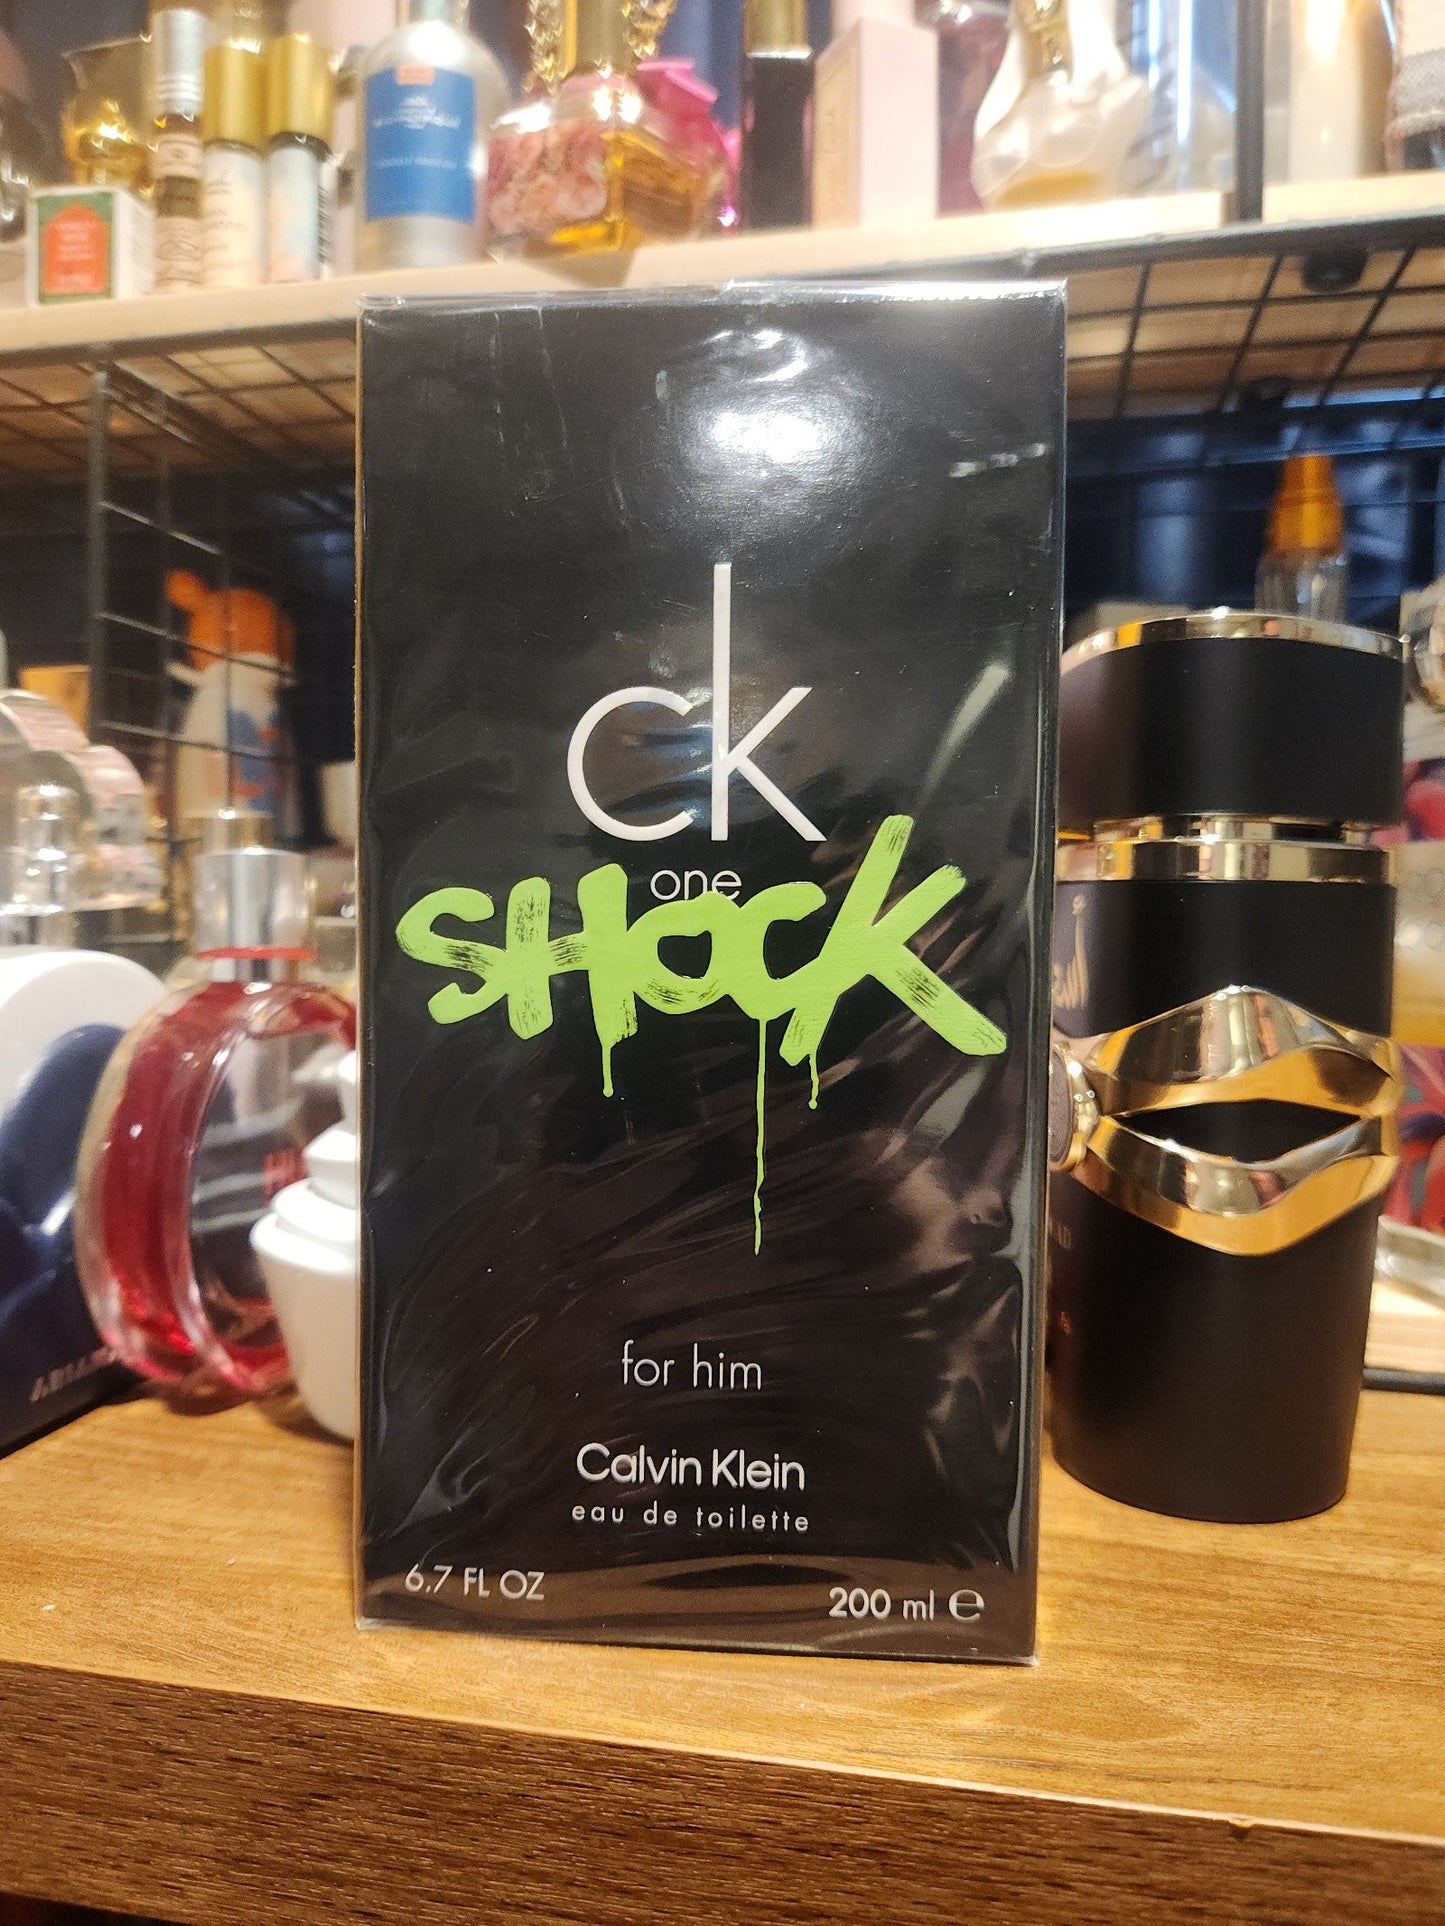 ck
one
SHOCK
for him
Calvin Klein
eau de toilette
6.7 FL OZ
200 ml ℮